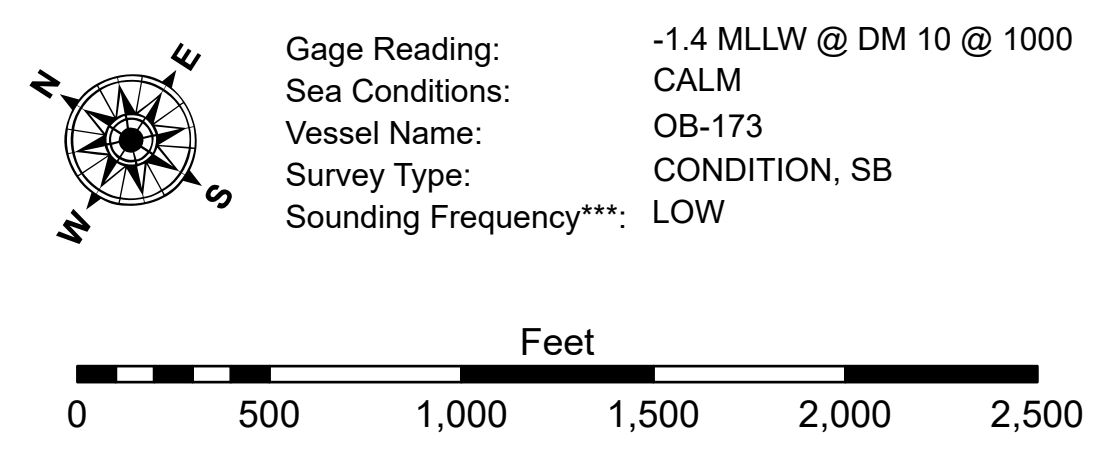 N
E
S
W
Gage Reading: -1.4 MLLW @ DM 10 @ 1000
Sea Conditions: CALM
Vessel Name: OB-173
Survey Type: CONDITION, SB
Sounding Frequency***: LOW
Feet
0 500 1,000 1,500 2,000 2,500